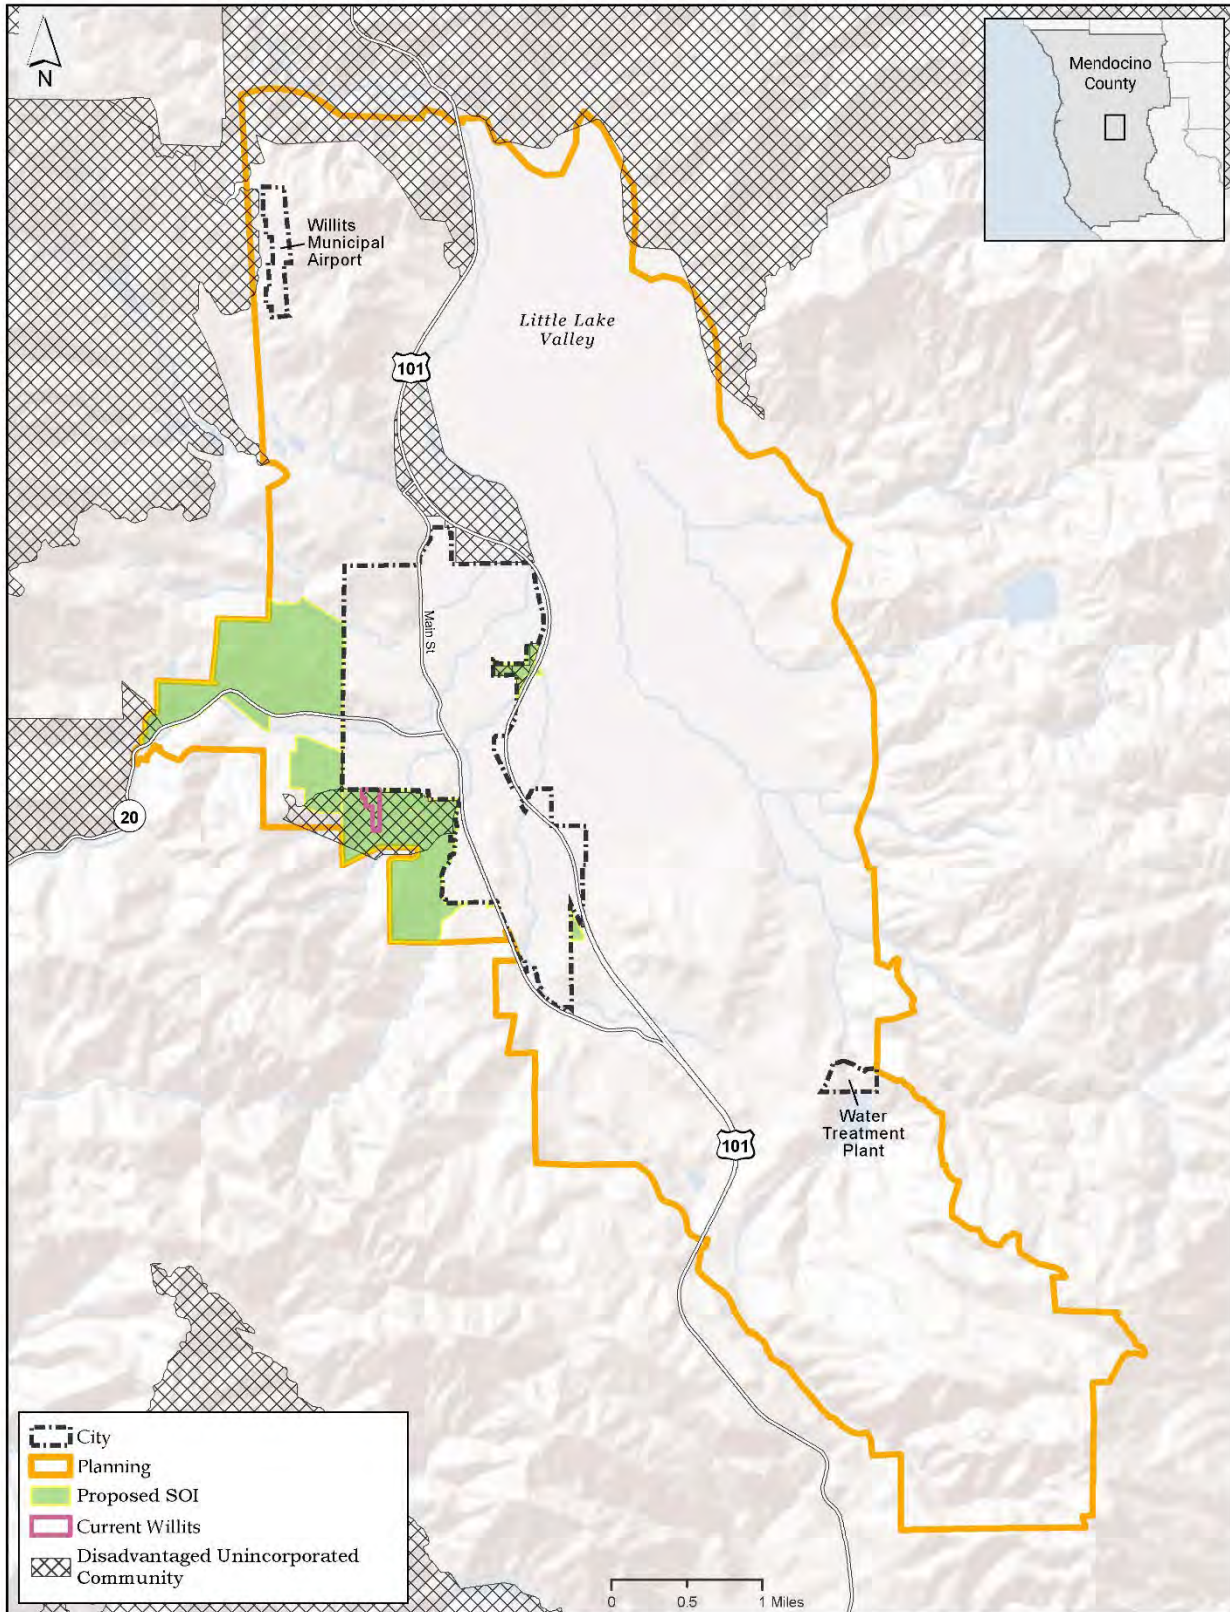 N
Mendocino
County
Willits
Municipal
Airport
Little Lake
Valley
101
Main St
20
Water
Treatment
Plant
101
City
Planning
Proposed SOI
Current Willits
Disadvantaged Unincorporated
Community
0 0.5 1 Miles